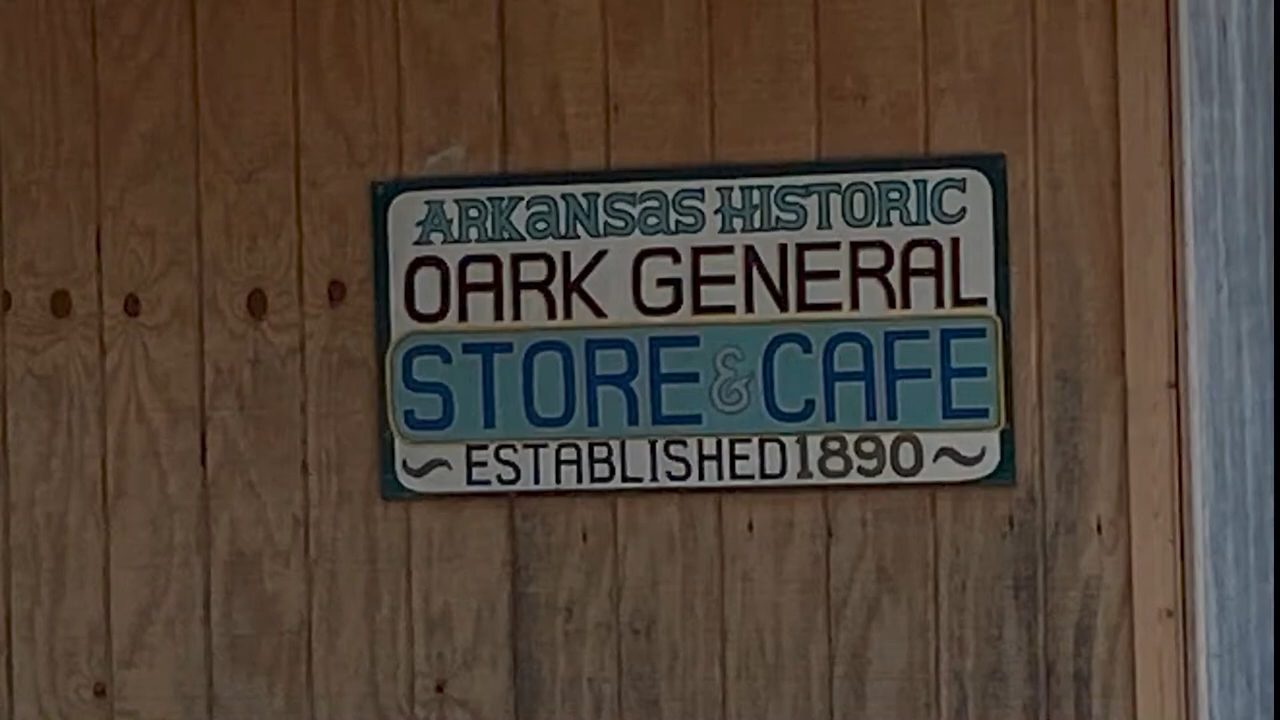 ARKANSAS HISTORIC
OARK GENERAL
STORE & CAFE
~ ESTABLISHED 1890 ~